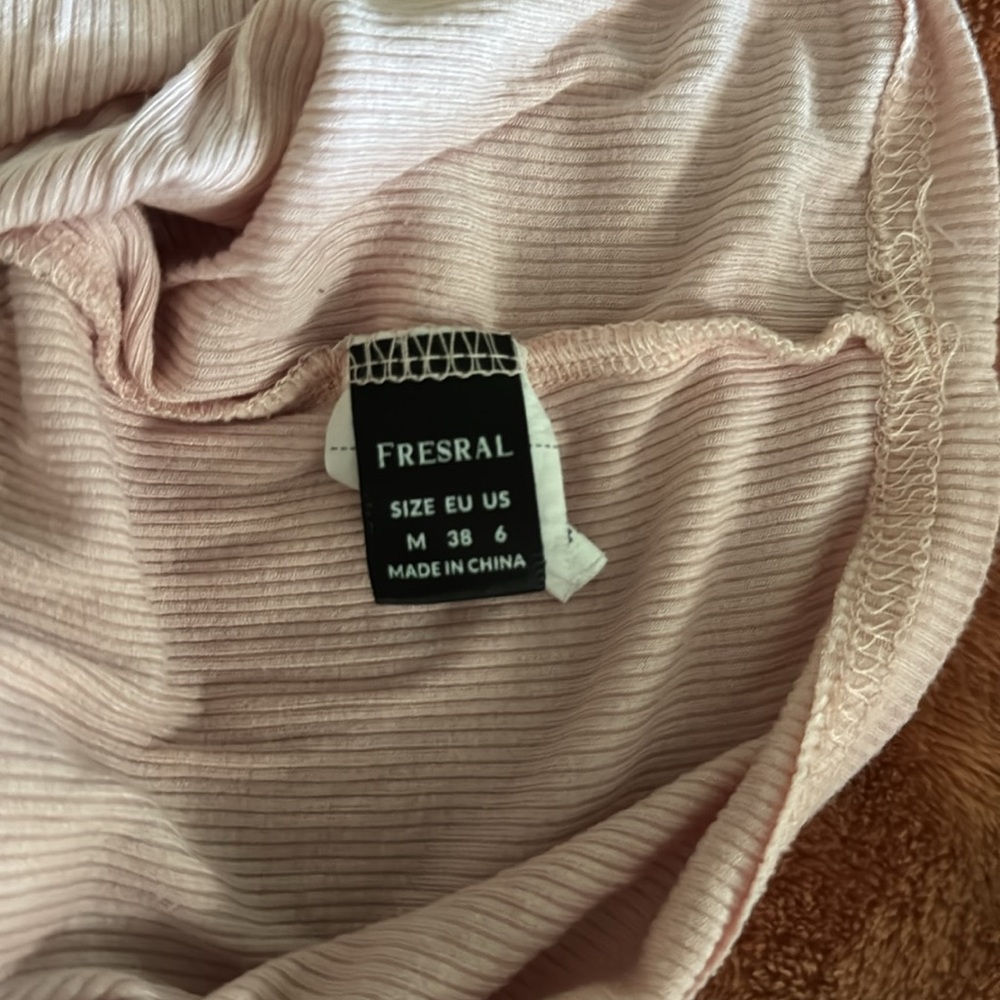 FRESRAL
SIZE EU US
M 38 6
MADE IN CHINA